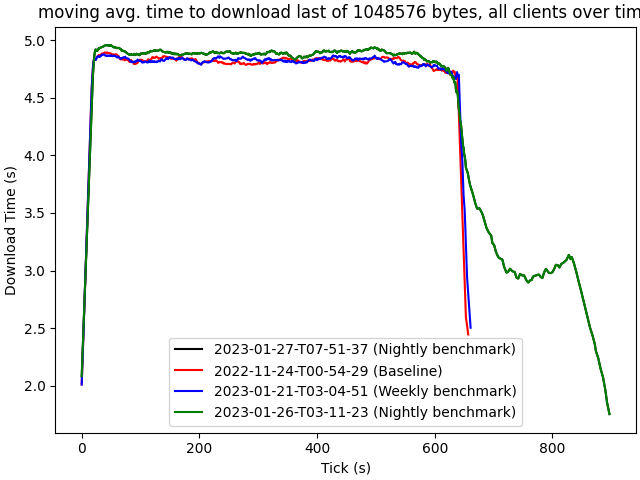 moving avg. time to download last of 1048576 bytes, all clients over tim
5.0
4.5
4.0
3.5
3.0
2.5
2.0
Download Time (s)
2023-01-27-T07-51-37 (Nightly benchmark)
2022-11-24-T00-54-29 (Baseline)
2023-01-21-T03-04-51 (Weekly benchmark)
2023-01-26-T03-11-23 (Nightly benchmark)
0 200 400 600 800
Tick (s)